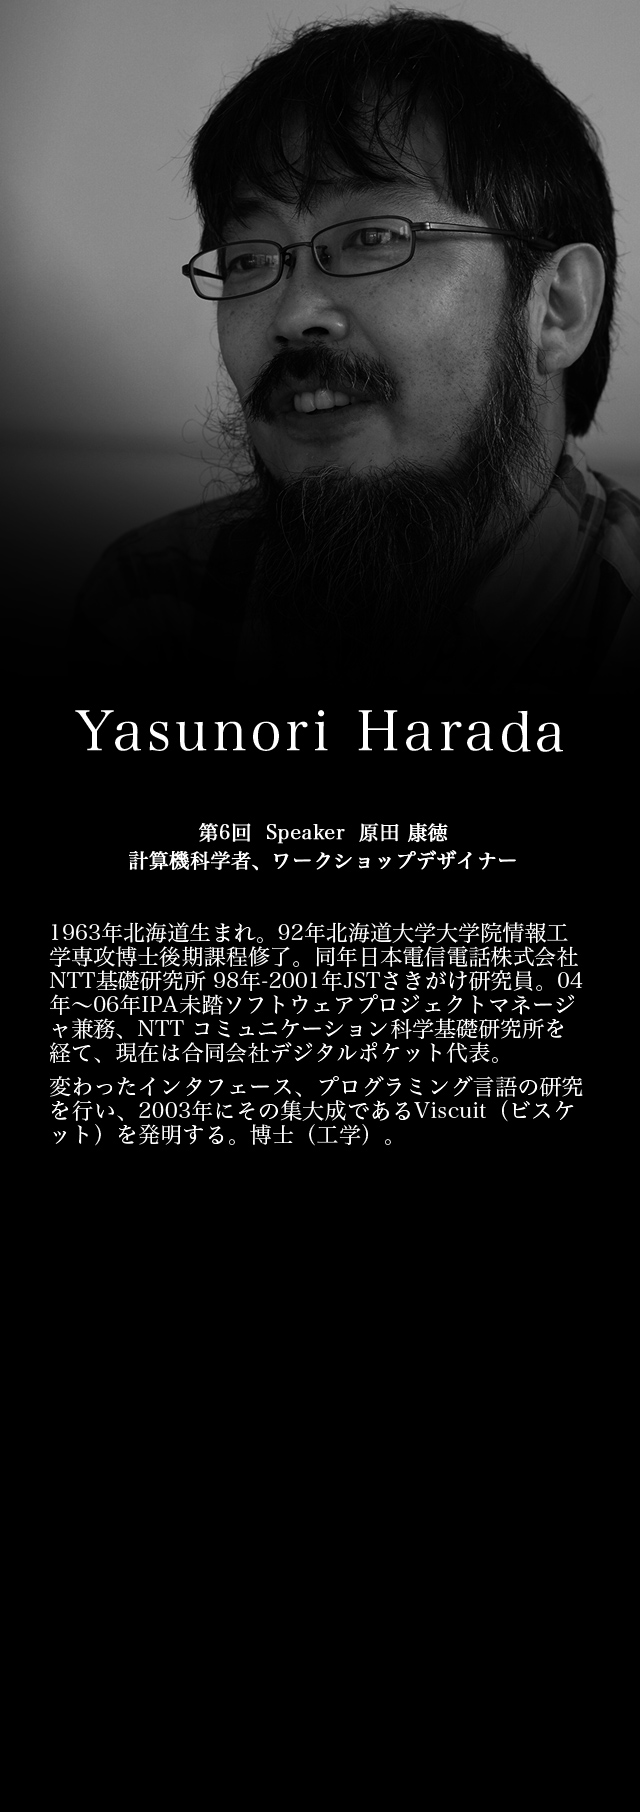 Yasunori Harada
第6回 Speaker 原田 康徳
計算機科学者、ワークショップデザイナー
1963年北海道生まれ。92年北海道大学大学院情報工
学専攻博士後期課程修了。同年日本電信電話株式会社
NTT基礎研究所 98年-2001年JSTさきがけ研究員。04
年〜06年IPA未踏ソフトウェアプロジェクトマネージ
ャ兼務、NTT コミュニケーション科学基礎研究所を
経て、現在は合同会社デジタルポケット代表。
変わったインタフェース、プログラミング言語の研究
を行い、2003年にその集大成であるViscuit（ビスケ
ット）を発明する。博士（工学）。